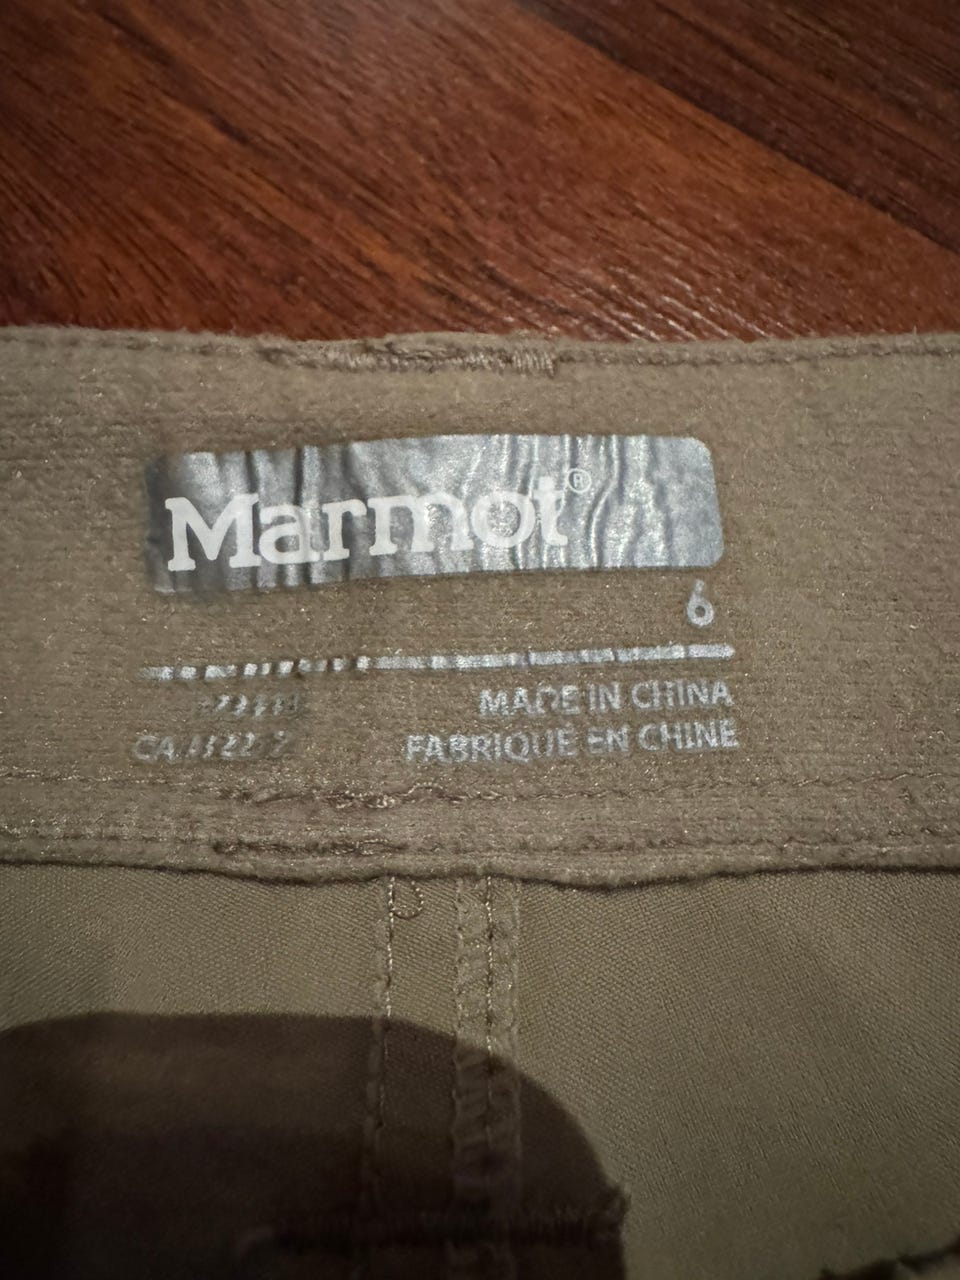 Marmot®
6
MADE IN CHINA
FABRIQUE EN CHINE